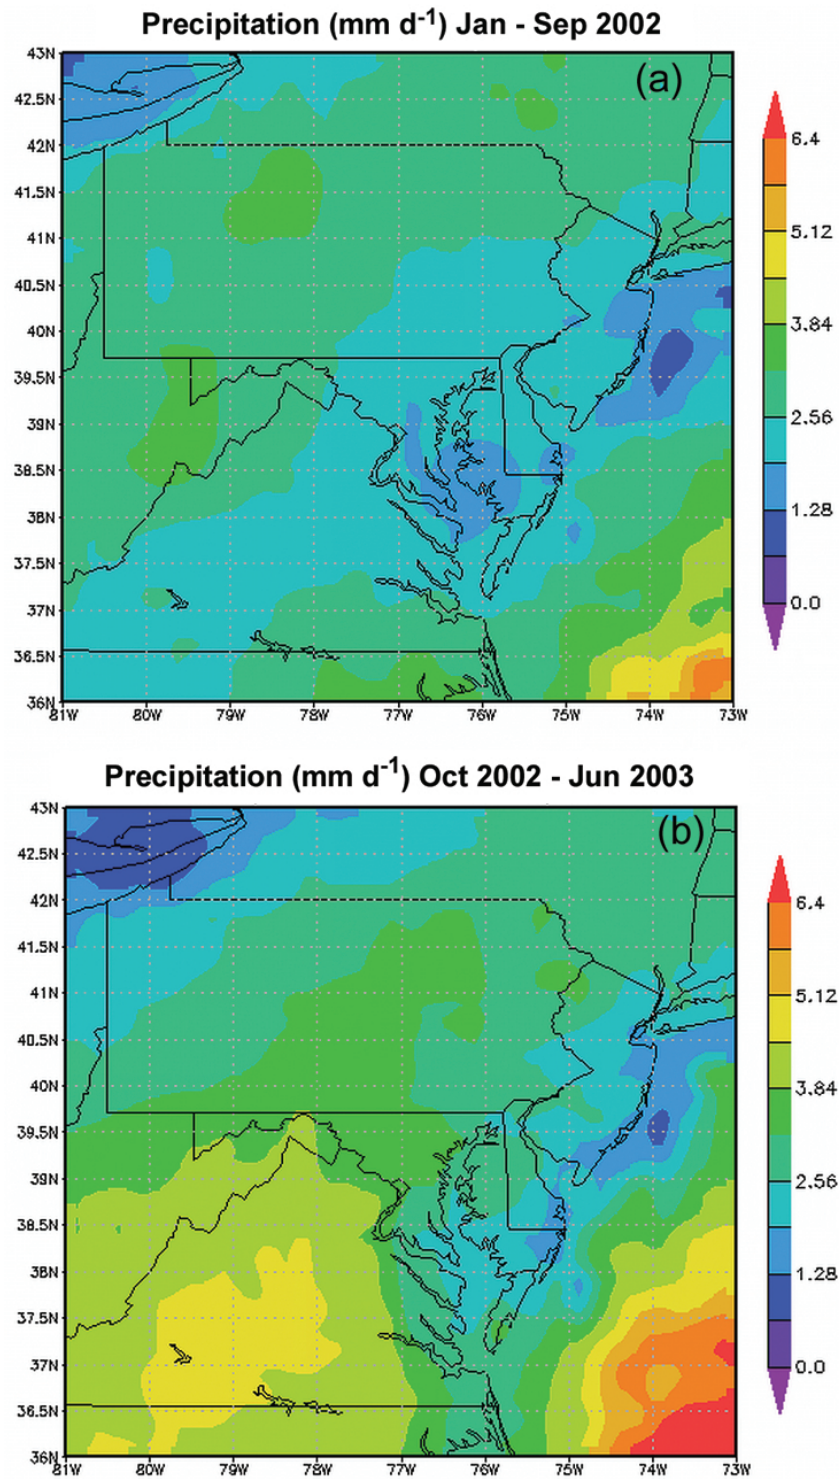 Precipitation (mm d-1) Jan - Sep 2002
(a)
43N
42.5N
42N
41.5N
41N
40.5N
40N
39.5N
39N
38.5N
38N
37.5N
37N
36.5N
36N
81W 80W 79W 78W 77W 76W 75W 74W 73W
6.4
5.12
3.84
2.56
1.28
0.0
Precipitation (mm d-1) Oct 2002 - Jun 2003
(b)
43N
42.5N
42N
41.5N
41N
40.5N
40N
39.5N
39N
38.5N
38N
37.5N
37N
36.5N
36N
81W 80W 79W 78W 77W 76W 75W 74W 73W
6.4
5.12
3.84
2.56
1.28
0.0